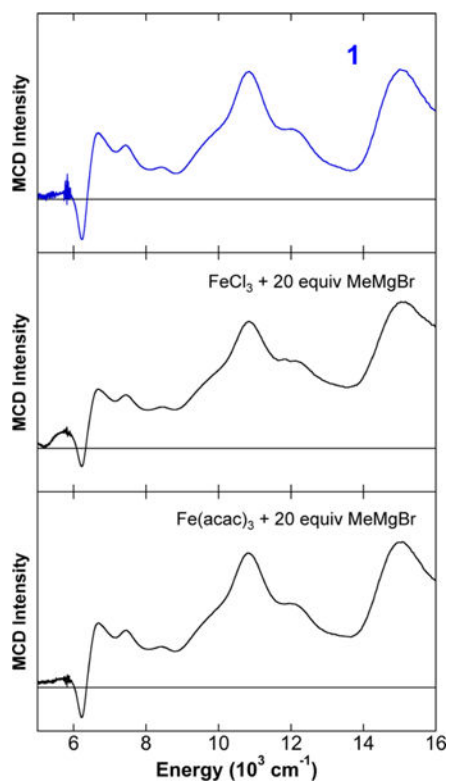 1
MCD Intensity
FeCl₃ + 20 equiv MeMgBr
MCD Intensity
Fe(acac)₃ + 20 equiv MeMgBr
MCD Intensity
6 8 10 12 14 16
Energy (10³ cm⁻¹)